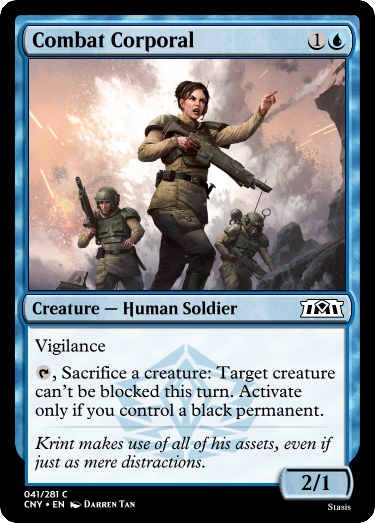 Combat Corporal 1
Creature — Human Soldier
Vigilance
, Sacrifice a creature: Target creature
can't be blocked this turn. Activate
only if you control a black permanent.
Krint makes use of all of his assets, even if
just as mere distractions.
2/1
041/281 C
CNY • EN Darren Tan
Stasis